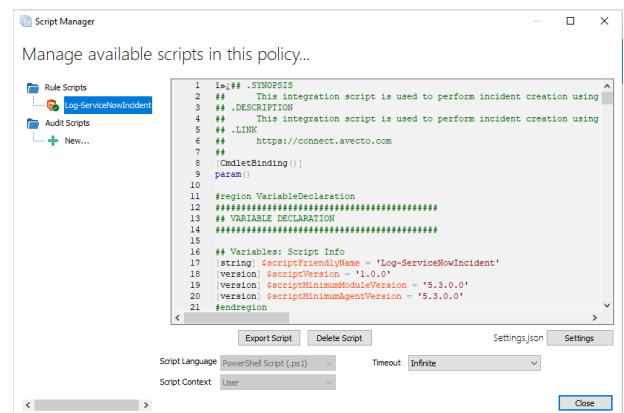 Script Manager
Manage available scripts in this policy...
Rule Scripts
Log-ServiceNowIncident
Audit Scripts
New...
1 ï»¿## .SYNOPSIS
2 ## This integration script is used to perform incident creation using
3 ## .DESCRIPTION
4 ## This integration script is used to perform incident creation using
5 ## .LINK
6 ## https://connect.avecto.com
7 ##
8 [CmdletBinding()]
9 param()
10
11 #region VariableDeclaration
12 ##########################################
13 ## VARIABLE DECLARATION
14 ##########################################
15
16 ## Variables: Script Info
17 [string] $scriptFriendlyName = 'Log-ServiceNowIncident'
18 [version] $scriptVersion = '1.0.0'
19 [version] $scriptMinimumModuleVersion = '5.3.0.0'
20 [version] $scriptMinimumAgentVersion = '5.3.0.0'
21 #endregion
Export Script Delete Script Settings.json Settings
Script Language PowerShell Script (.ps1) Timeout Infinite
Script Context User
Close